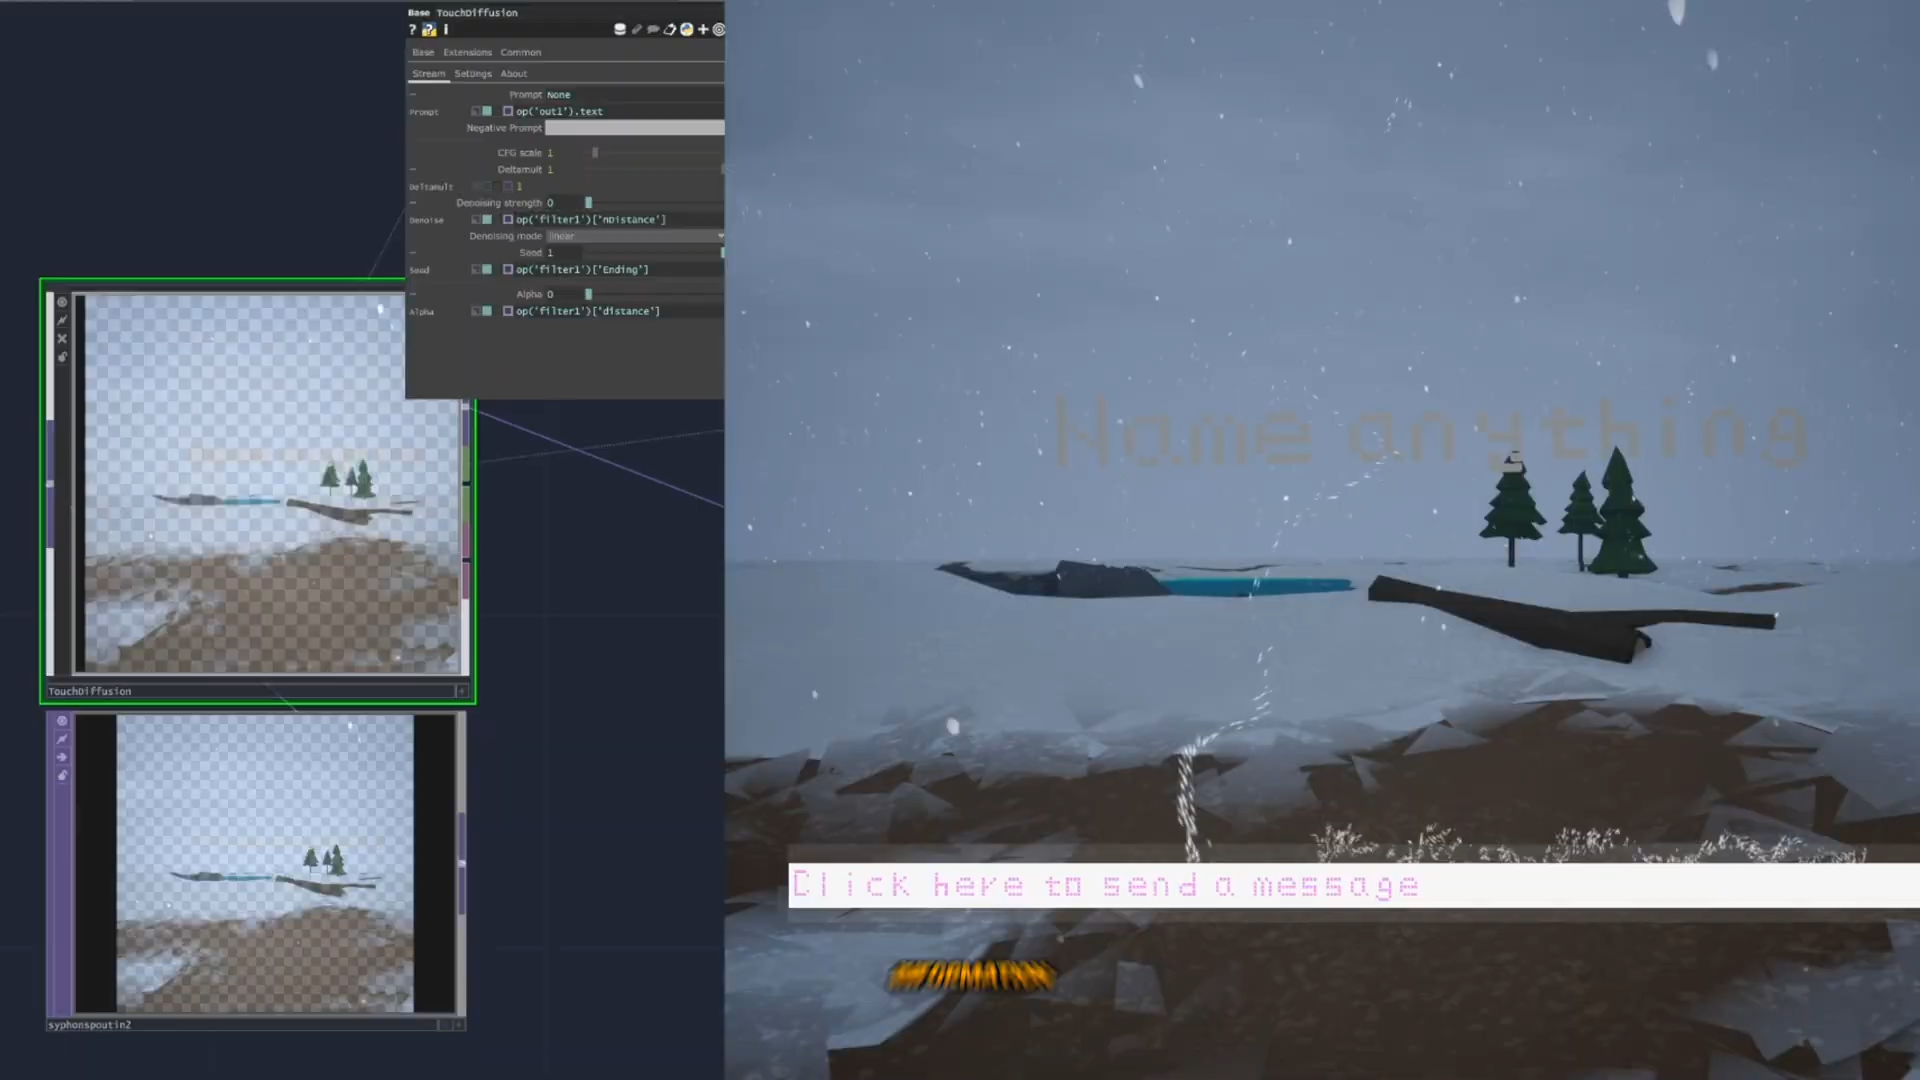 Base TouchDiffusion
? ? i
Base Extensions Common
Stream Settings About
Prompt None
Prompt op('out1').text
Negative Prompt
CFG scale 1
Deltamult 1
Deltamult 1
Denoising strength 0
Denoise op('filter1')['nDistance']
Denoising mode linear
Seed 1
Seed op('filter1')['Ending']
Alpha 0
Alpha op('filter1')['distance']
TouchDiffusion
syphonspoutin2
Name anything
Click here to send a message
INFORMATION